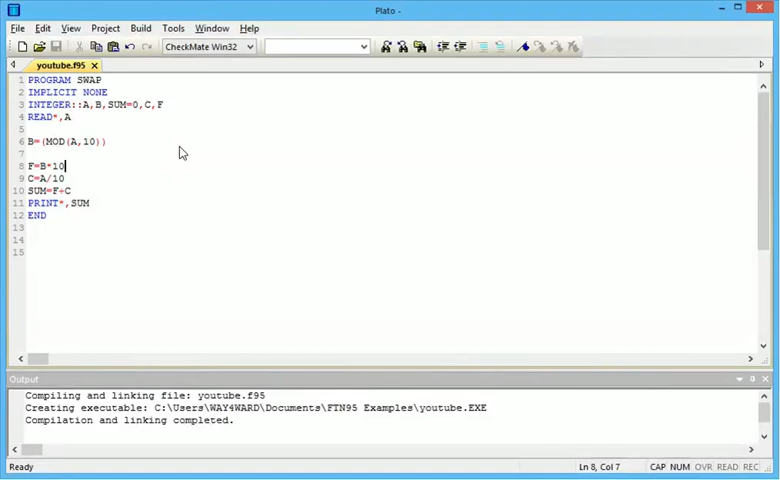 Plato -
File Edit View Project Build Tools Window Help
CheckMate Win32
youtube.f95
1 PROGRAM SWAP
2 IMPLICIT NONE
3 INTEGER::A,B,SUM=0,C,F
4 READ*,A
5
6 B=(MOD(A,10))
7
8 F=B*10
9 C=A/10
10 SUM=F+C
11 PRINT*,SUM
12 END
13
14
15
Output
Compiling and linking file: youtube.f95
Creating executable: C:\Users\WAY4WARD\Documents\FTN95 Examples\youtube.EXE
Compilation and linking completed.
Ready Ln 8, Col 7 CAP NUM OVR READ REC